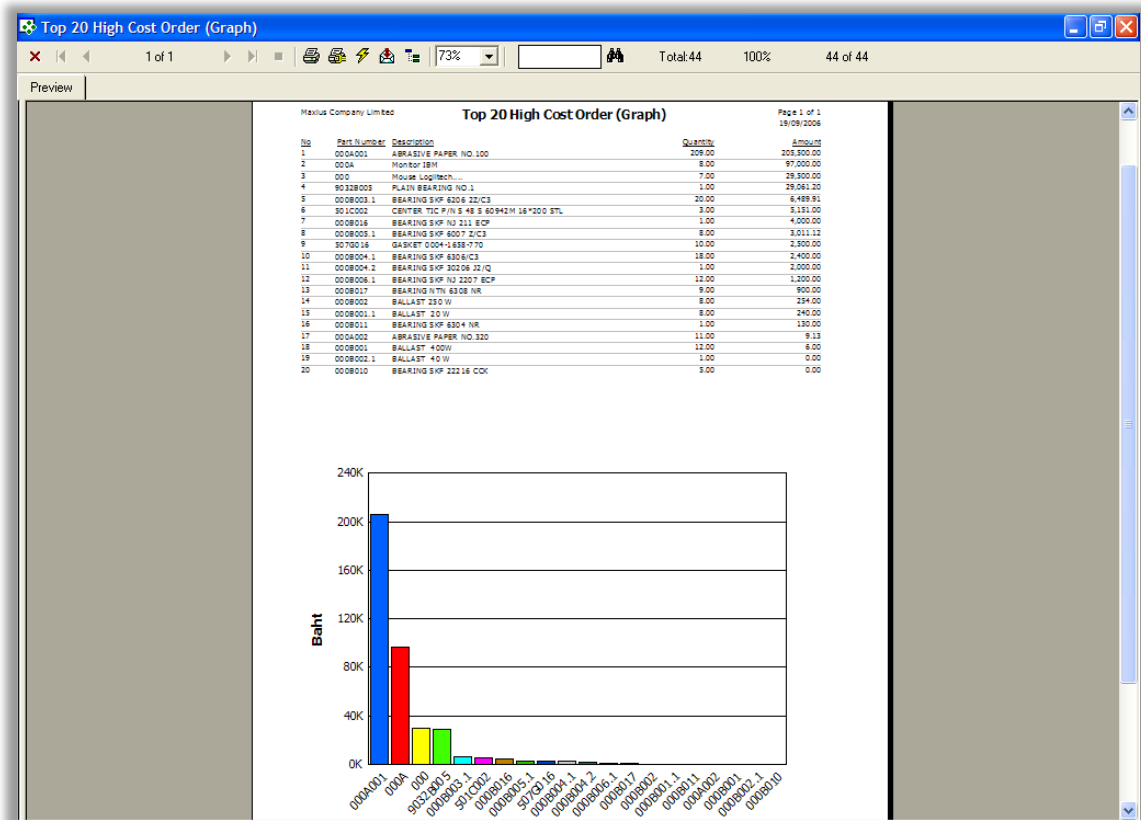 Top 20 High Cost Order (Graph)
1 of 1 73% Total:44 100% 44 of 44
Preview
Maxius Company Limited Top 20 High Cost Order (Graph) Page 1 of 1
19/09/2006
No Part Number Description Quantity Amount
1 000A001 ABRASIVE PAPER NO.100 209.00 205,500.00
2 000A Monitor IBM 8.00 97,000.00
3 000 Mouse Logiitech.... 7.00 29,500.00
4 9032B005 PLAIN BEARING NO.1 1.00 29,061.20
5 000B003.1 BEARING SKF 6206 2Z/C3 20.00 6,489.91
6 501C002 CENTER TIC P/N S 48 S 60942M 16*200 STL 3.00 5,151.00
7 000B016 BEARING SKF NJ 211 ECP 1.00 4,000.00
8 000B005.1 BEARING SKF 6007 Z/C3 8.00 3,011.12
9 507G016 GASKET 0004-1658-770 10.00 2,500.00
10 000B004.1 BEARING SKF 6306/C3 18.00 2,400.00
11 000B004.2 BEARING SKF 30206 J2/Q 1.00 2,000.00
12 000B006.1 BEARING SKF NJ 2207 ECP 12.00 1,200.00
13 000B017 BEARING NTN 6308 NR 9.00 900.00
14 000B002 BALLAST 250 W 8.00 254.00
15 000B001.1 BALLAST 20 W 8.00 240.00
16 000B011 BEARING SKF 6304 NR 1.00 130.00
17 000A002 ABRASIVE PAPER NO.320 11.00 9.13
18 000B001 BALLAST 400W 12.00 6.00
19 000B002.1 BALLAST 40 W 1.00 0.00
20 000B010 BEARING SKF 22216 CCK 5.00 0.00
240K
200K
160K
120K
80K
40K
0K
Baht
000A001 000A 000 9032B005 000B003.1 501C002 000B016 000B005.1 507G016 000B004.1 000B004.2 000B006.1 000B017 000B002 000B001.1 000B011 000A002 000B001 000B002.1 000B010